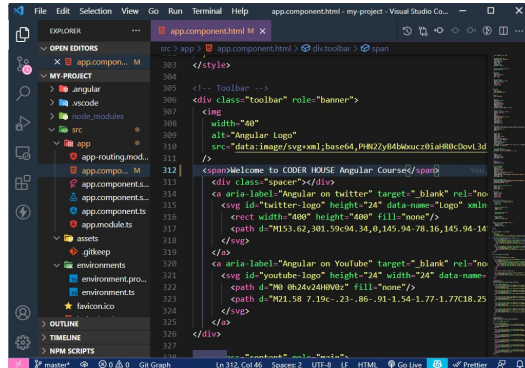 File Edit Selection View Go Run Terminal Help app.component.html - my-project - Visual Studio Co...
EXPLORER
OPEN EDITORS
app.compon... M
MY-PROJECT
.angular
.vscode
node_modules
src
app
app-routing.mod...
app.compo... M
app.component.s...
app.component.s...
app.component.ts
app.module.ts
assets
.gitkeep
environments
environment.pro...
environment.ts
favicon.ico
OUTLINE
TIMELINE
NPM SCRIPTS
app.component.html M
src > app > app.component.html > div.toolbar > span
303 </style>
304
305 <!-- Toolbar -->
306 <div class="toolbar" role="banner">
307 <img
308 width="40"
309 alt="Angular Logo"
310 src="data:image/svg+xml;base64,PHN2ZyB4bWxucz0iaHR0cDovL3d
311 />
312 <span>Welcome to CODER HOUSE Angular Course</span> You,
313 <div class="spacer"></div>
314 <a aria-label="Angular on twitter" target="_blank" rel="noo
315 <svg id="twitter-logo" height="24" data-name="Logo" xmln
316 <rect width="400" height="400" fill="none"/>
317 <path d="M153.62,301.59c94.34,0,145.94-78.16,145.94-14
318 </svg>
319 </a>
320 <a aria-label="Angular on YouTube" target="_blank" rel="noo
321 <svg id="youtube-logo" height="24" width="24" data-name=
322 <path d="M0 0h24v24H0V0z" fill="none"/>
323 <path d="M21.58 7.19c-.23-.86-.91-1.54-1.77-1.77C18.25
324 </svg>
325 </a>
326 </div>
327
328 class="content" role="main">
master* 0 0 Git Graph Ln 312, Col 46 Spaces: 2 UTF-8 LF HTML Go Live Prettier